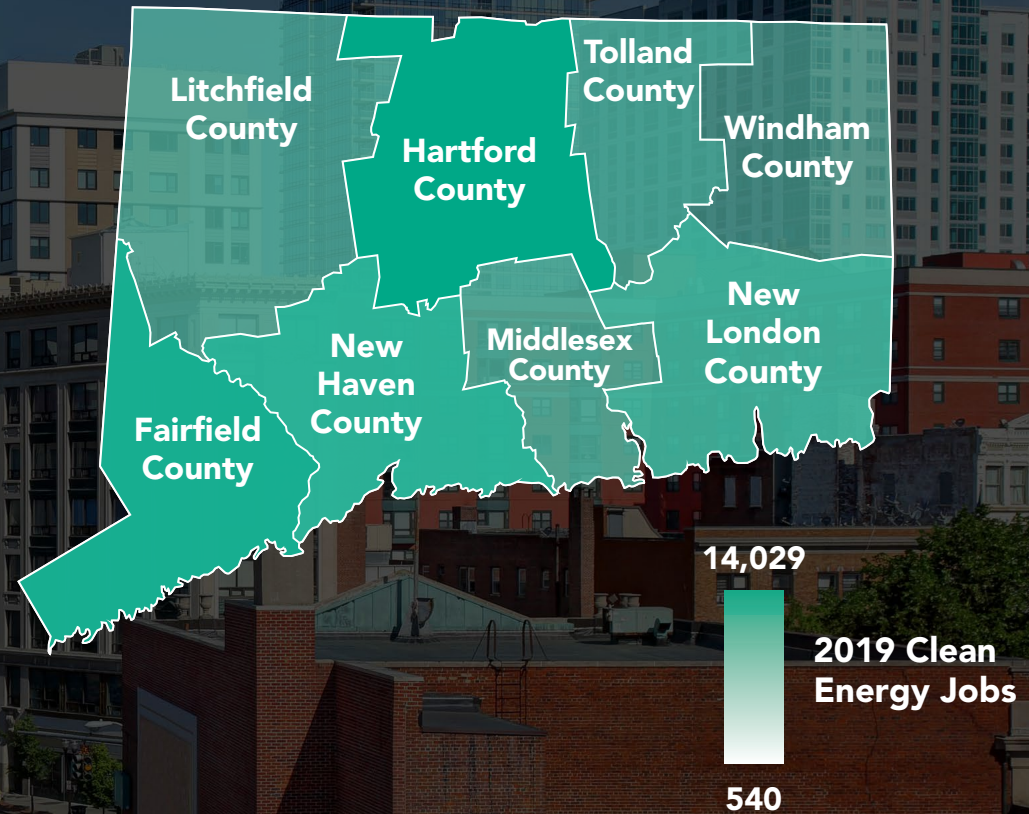 Litchfield
County
Hartford
County
Tolland
County
Windham
County
New
London
County
Middlesex
County
New
Haven
County
Fairfield
County
14,029
2019 Clean
Energy Jobs
540